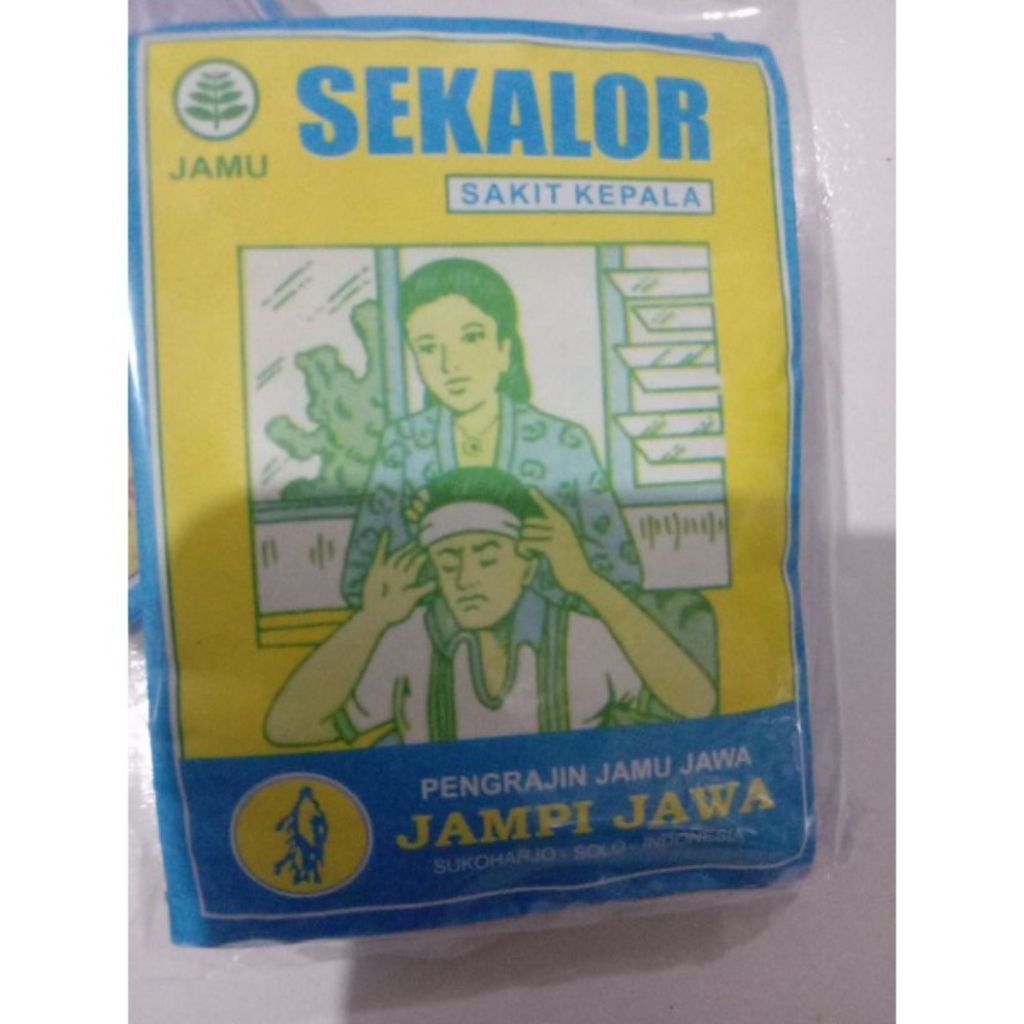 SEKALOR
JAMU
SAKIT KEPALA
PENGRAJIN JAMU JAWA
JAMPI JAWA
SUKOHARJO - SOLO - INDONESIA